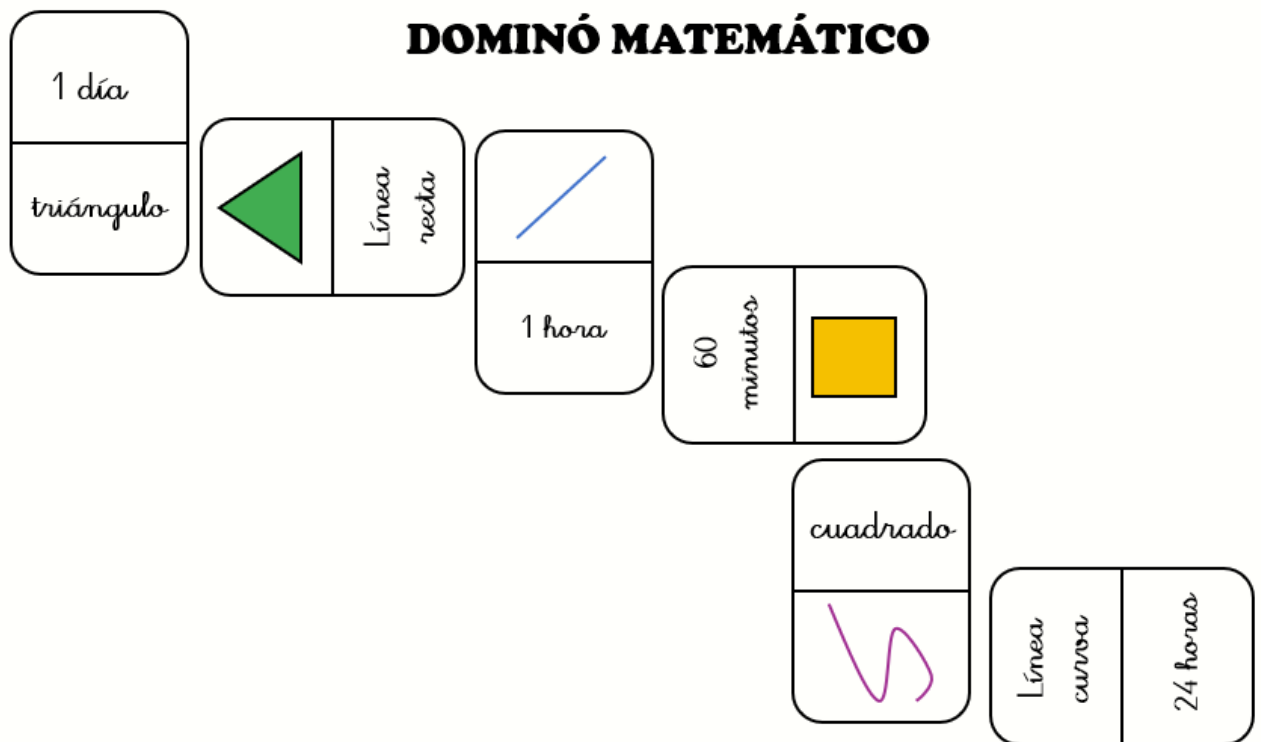 DOMINÓ MATEMÁTICO
1 día
triángulo
Línea
recta
1 hora
60
minutos
cuadrado
Línea
curva
24 horas